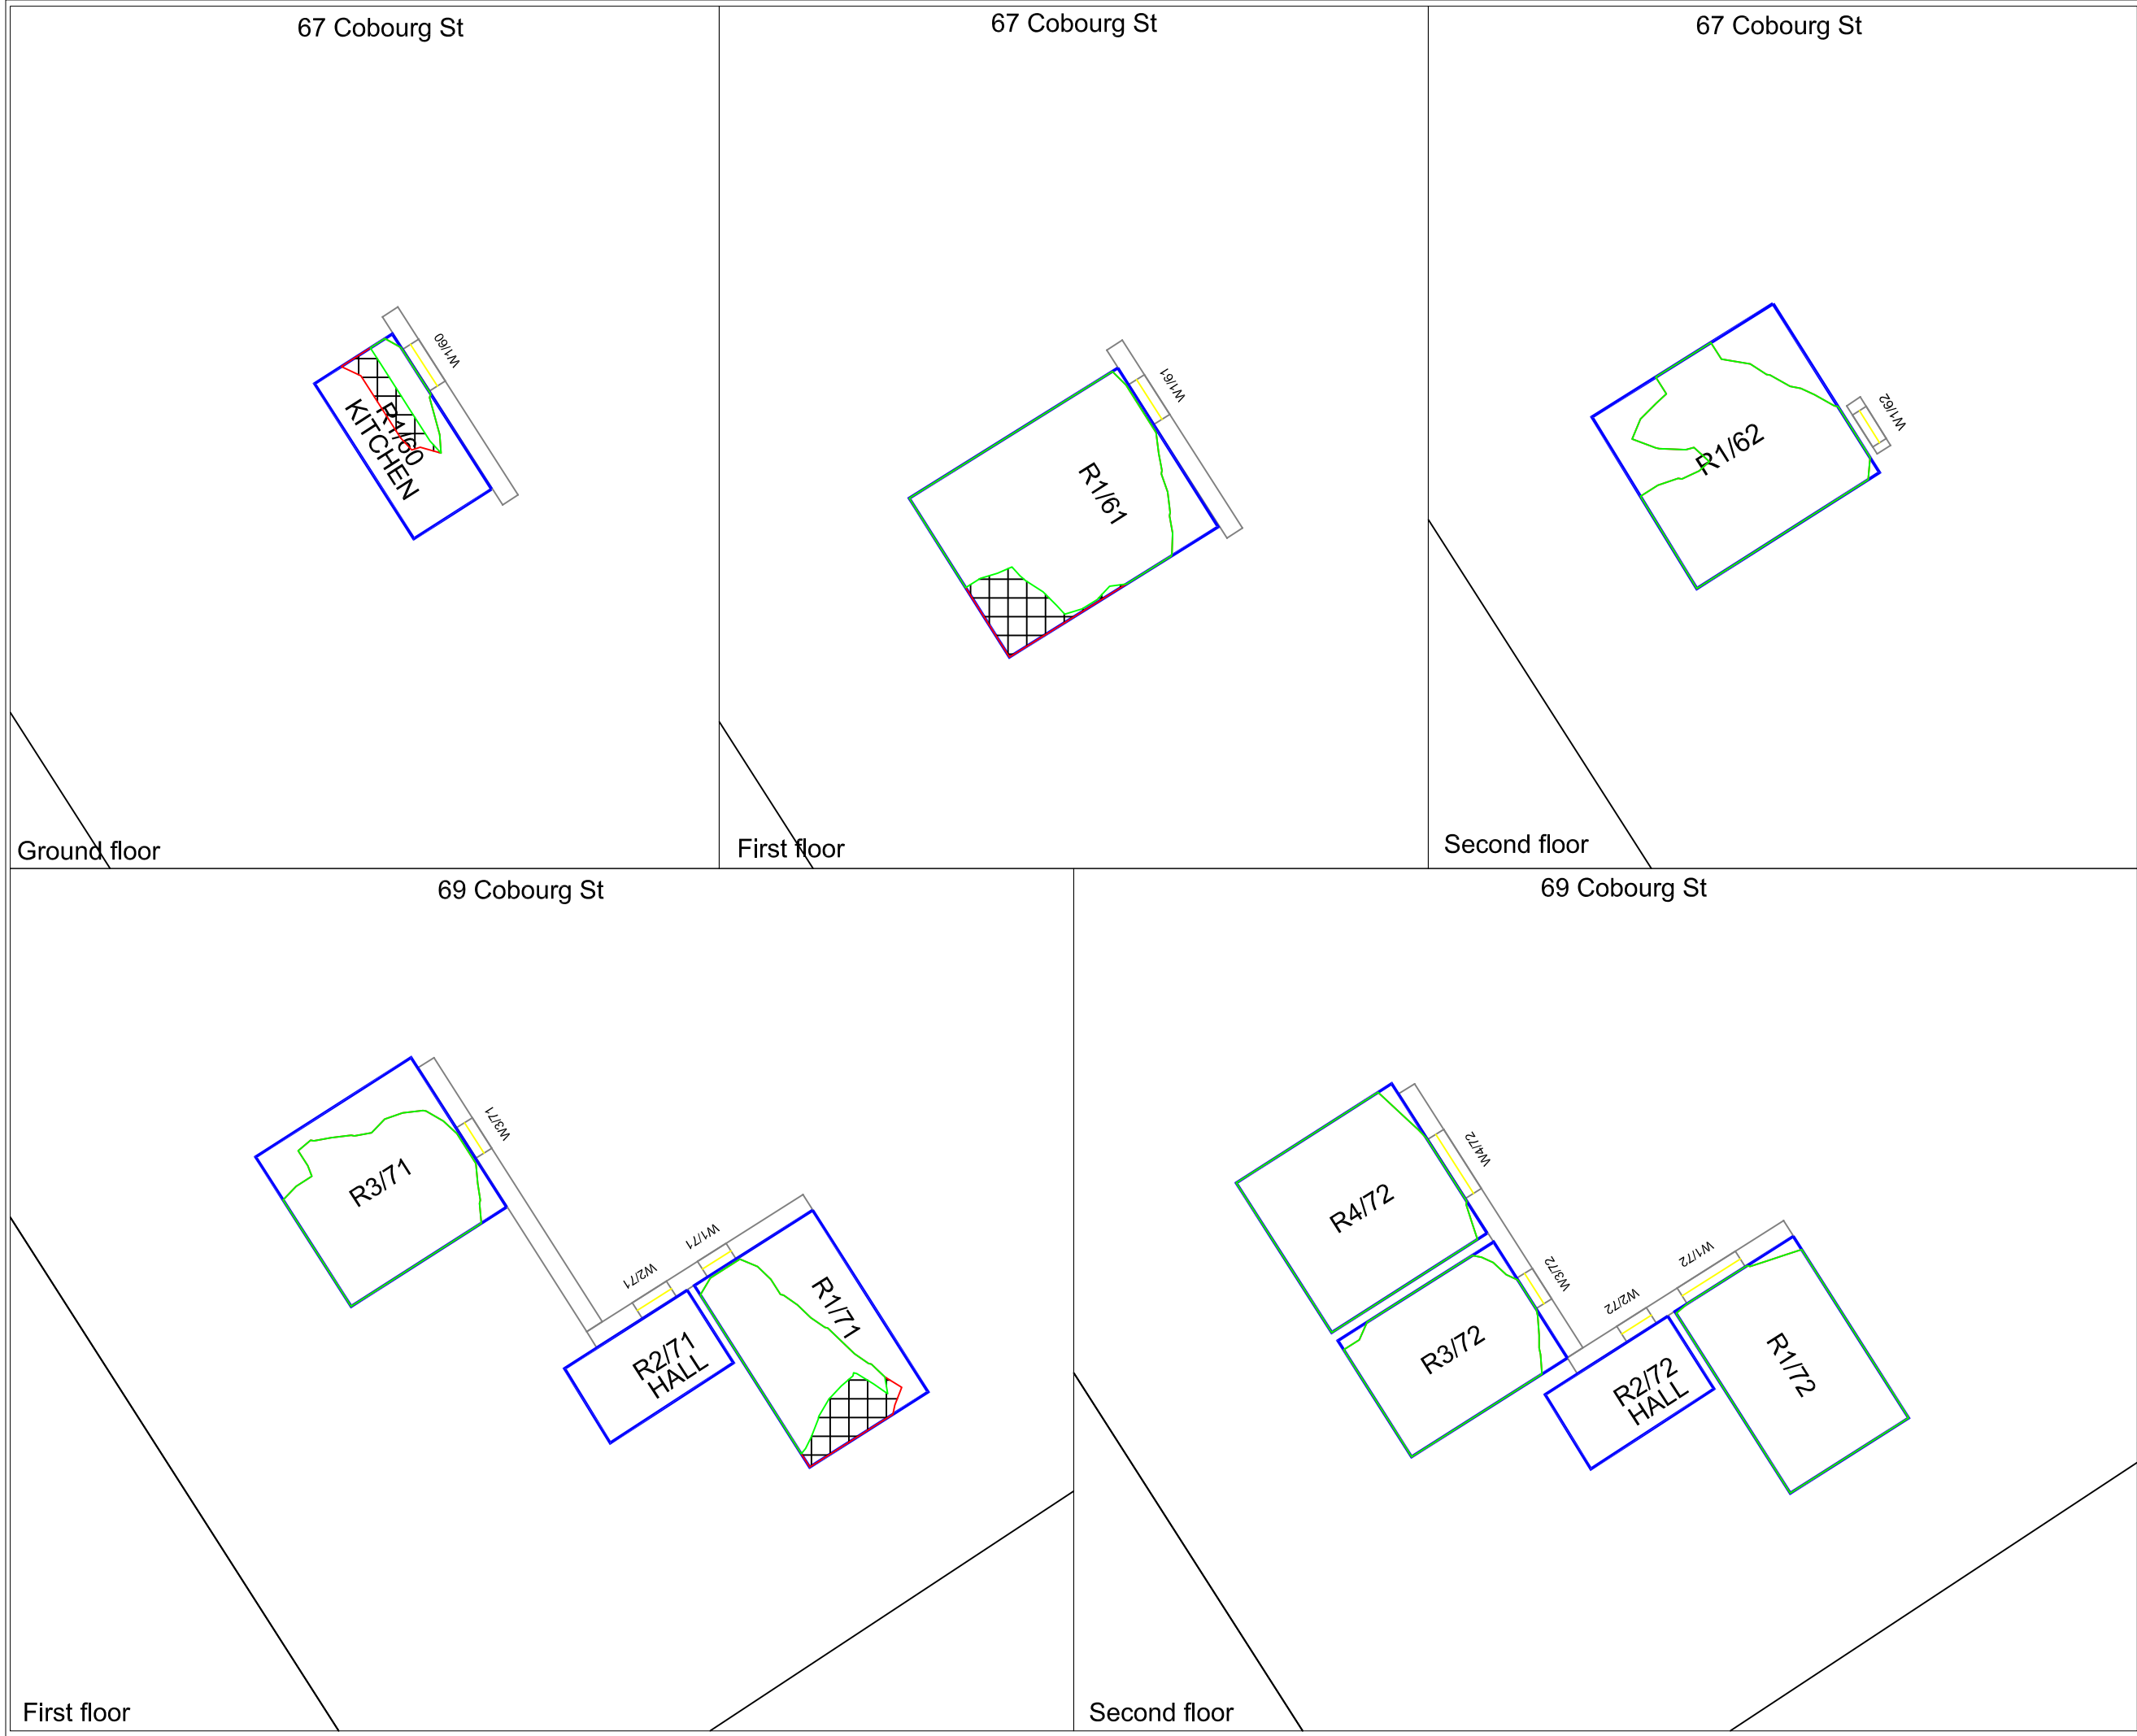 67 Cobourg St
67 Cobourg St
67 Cobourg St
W1/60
R1/60
KITCHEN
Ground floor
W1/61
R1/61
First floor
W1/62
R1/62
Second floor
69 Cobourg St
69 Cobourg St
W3/71
R3/71
W2/71
W1/71
R2/71
HALL
R1/71
First floor
W4/72
R4/72
W3/72
R3/72
W2/72
W1/72
R2/72
HALL
R1/72
Second floor